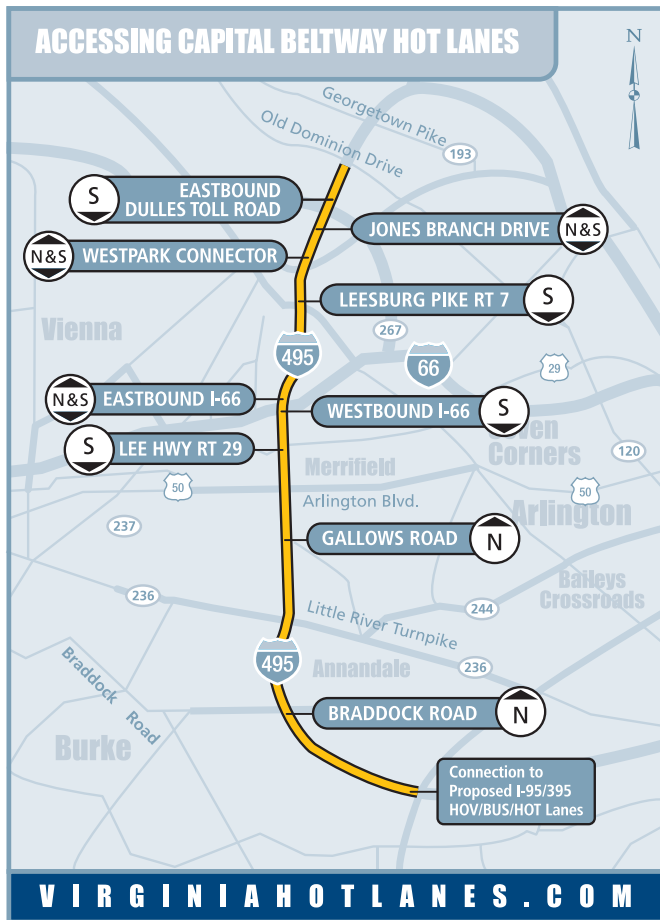 ACCESSING CAPITAL BELTWAY HOT LANES
N
Georgetown Pike
Old Dominion Drive
193
S
EASTBOUND
DULLES TOLL ROAD
JONES BRANCH DRIVE
N&S
N&S
WESTPARK CONNECTOR
LEESBURG PIKE RT 7
S
Vienna
267
495
66
29
N&S
EASTBOUND I-66
WESTBOUND I-66
S
S
LEE HWY RT 29
Corners
120
Merrifield
50
50
Arlington Blvd.
Arlington
237
GALLOWS ROAD
N
Baileys
Crossroads
236
244
Little River Turnpike
495
236
Annandale
Braddock Road
BRADDOCK ROAD
N
Burke
Connection to
Proposed I-95/395
HOV/BUS/HOT Lanes
VIRGINIAHOTLANES.COM